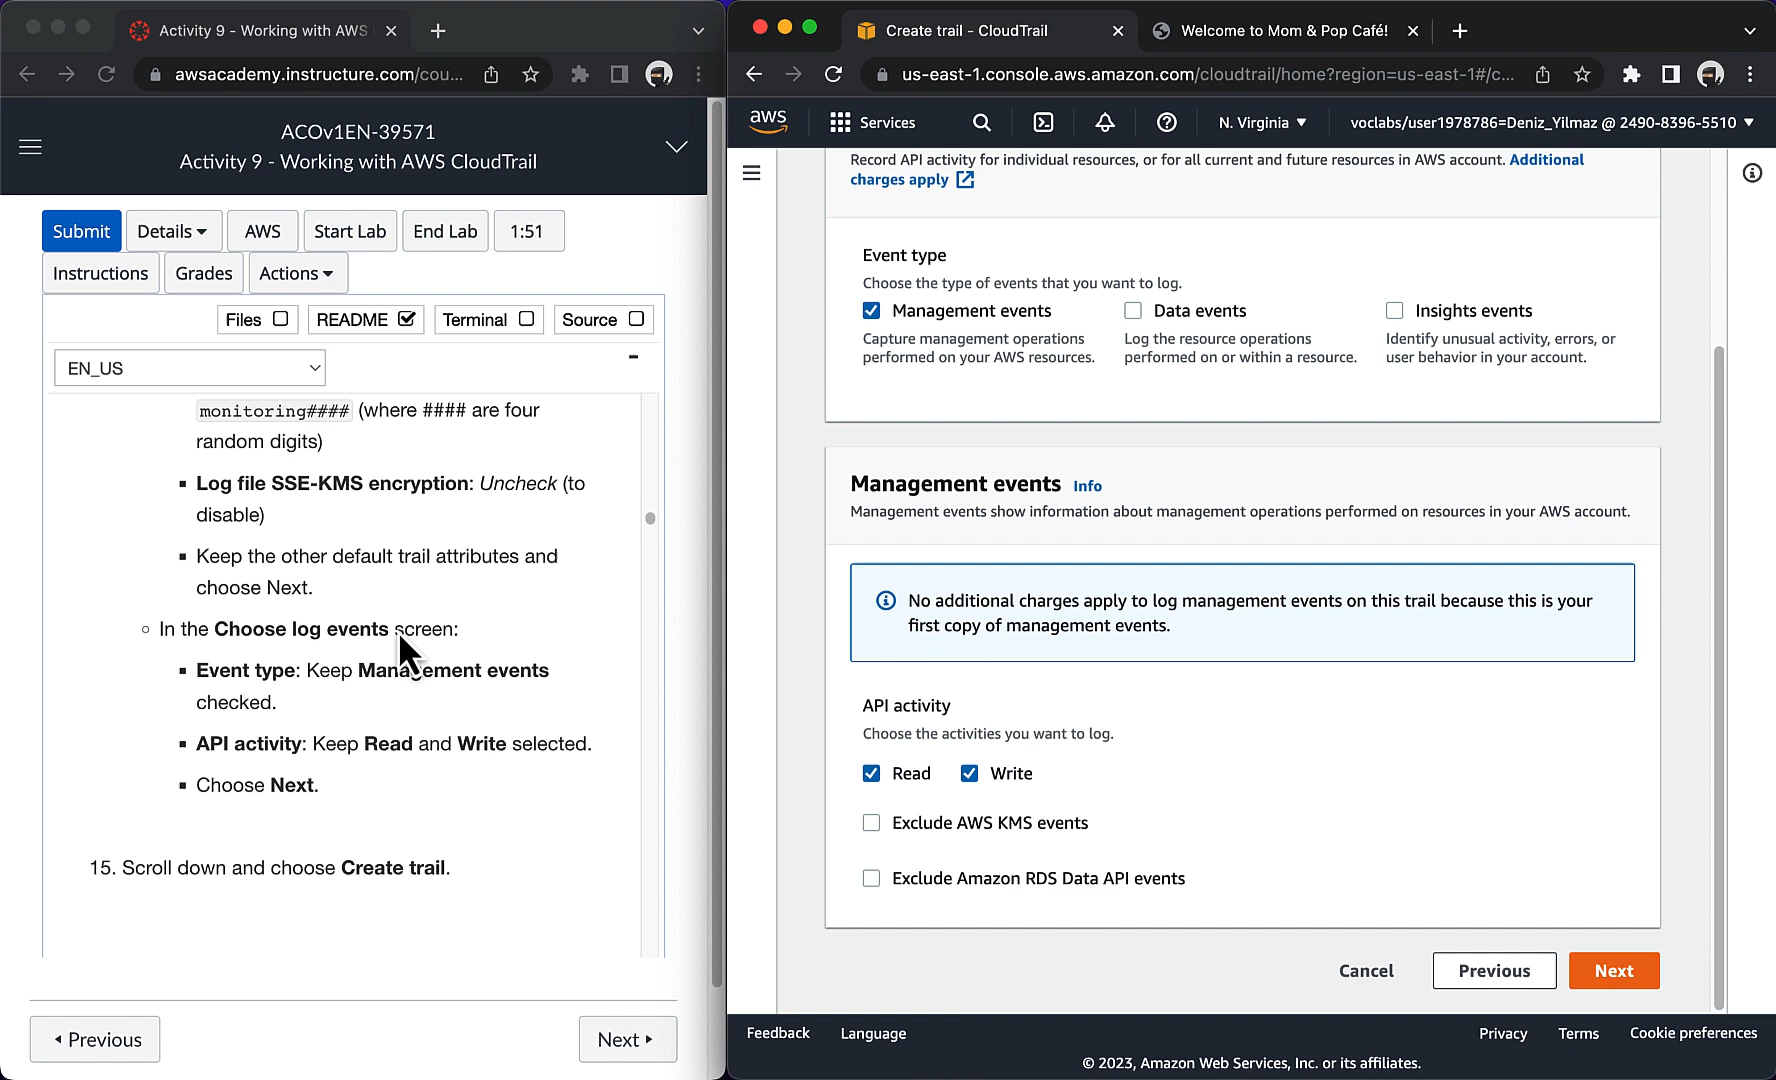 Activity 9 - Working with AWS
awsacademy.instructure.com/cou...
ACOv1EN-39571
Activity 9 - Working with AWS CloudTrail
Submit
Details
AWS
Start Lab
End Lab
1:51
Instructions
Grades
Actions
Files
README
Terminal
Source
EN_US
monitoring#### (where #### are four
random digits)
Log file SSE-KMS encryption: Uncheck (to
disable)
Keep the other default trail attributes and
choose Next.
In the Choose log events screen:
Event type: Keep Management events
checked.
API activity: Keep Read and Write selected.
Choose Next.
15. Scroll down and choose Create trail.
Previous
Next
Create trail - CloudTrail
Welcome to Mom & Pop Café!
us-east-1.console.aws.amazon.com/cloudtrail/home?region=us-east-1#/c...
aws
Services
N. Virginia
voclabs/user1978786=Deniz_Yilmaz @ 2490-8396-5510
Record API activity for individual resources, or for all current and future resources in AWS account. Additional
charges apply
Event type
Choose the type of events that you want to log.
Management events
Capture management operations
performed on your AWS resources.
Data events
Log the resource operations
performed on or within a resource.
Insights events
Identify unusual activity, errors, or
user behavior in your account.
Management events Info
Management events show information about management operations performed on resources in your AWS account.
No additional charges apply to log management events on this trail because this is your
first copy of management events.
API activity
Choose the activities you want to log.
Read
Write
Exclude AWS KMS events
Exclude Amazon RDS Data API events
Cancel
Previous
Next
Feedback
Language
Privacy
Terms
Cookie preferences
© 2023, Amazon Web Services, Inc. or its affiliates.